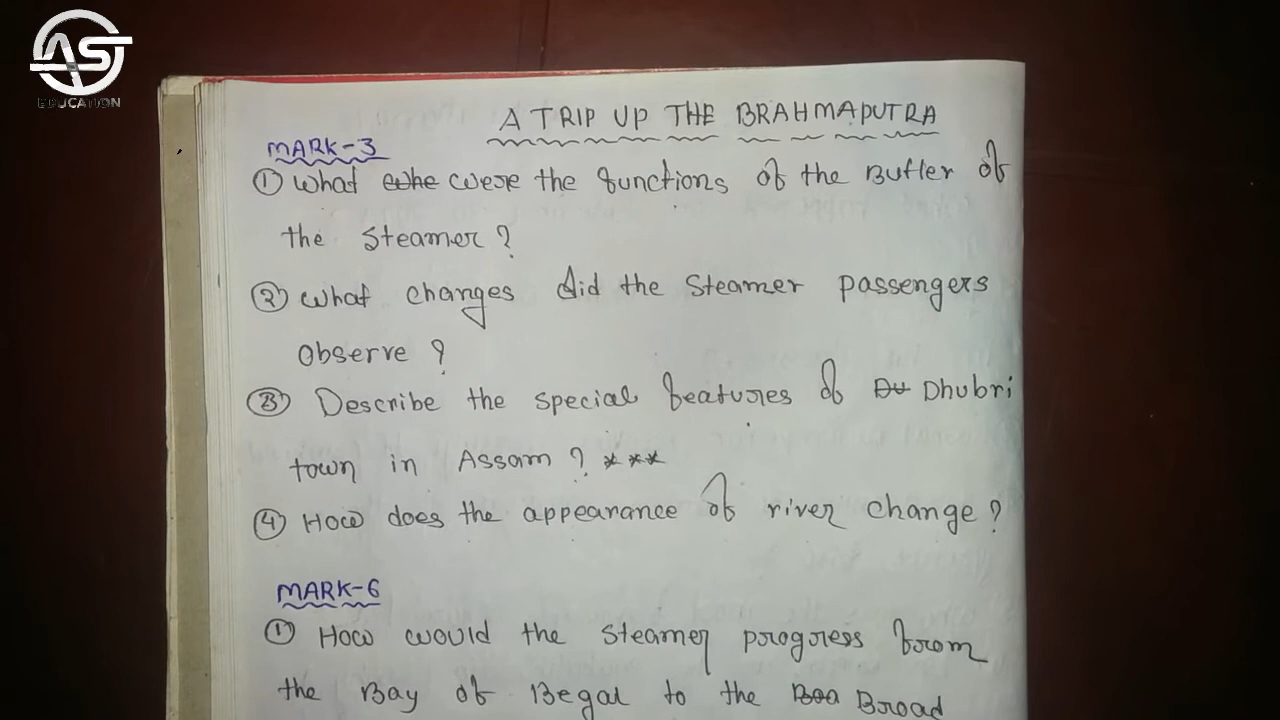 AS
EDUCATION
A TRIP UP THE BRAHMAPUTRA
MARK-3
① What whe were the functions of the Butler of
the Steamer?
② What changes did the steamer passengers
observe?
③ Describe the special features of Du Dhubri
town in Assam? ***
④ How does the appearance of river change?
MARK-6
① How would the steamer progress from
the Bay of Begal to the Boa Broad